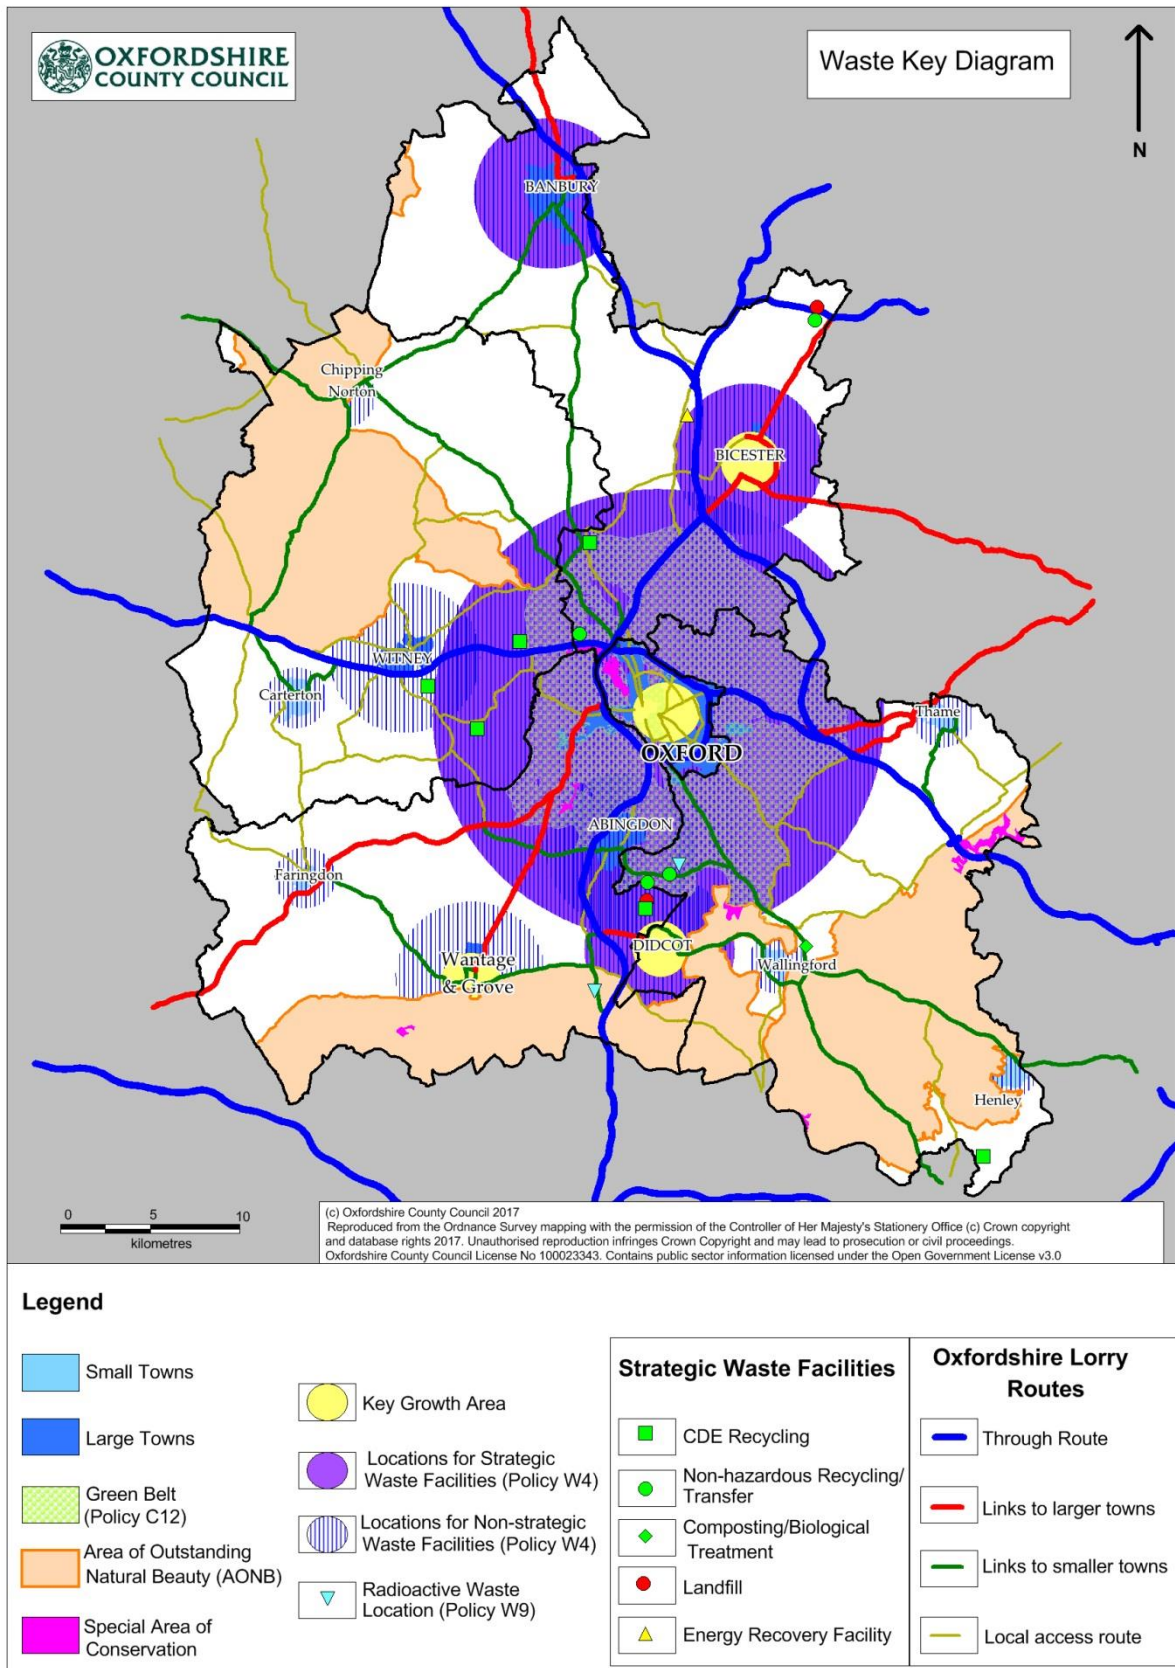 OXFORDSHIRE
COUNTY COUNCIL
Waste Key Diagram
N
BANBURY
Chipping
Norton
BICESTER
WITNEY
Carterton
Thame
OXFORD
ABINGDON
Faringdon
DIDCOT
Wantage
& Grove
Wallingford
Henley
0 5 10
kilometres
(c) Oxfordshire County Council 2017
Reproduced from the Ordnance Survey mapping with the permission of the Controller of Her Majesty's Stationery Office (c) Crown copyright
and database rights 2017. Unauthorised reproduction infringes Crown Copyright and may lead to prosecution or civil proceedings.
Oxfordshire County Council License No 100023343. Contains public sector information licensed under the Open Government License v3.0
Legend
Small Towns
Large Towns
Green Belt
(Policy C12)
Area of Outstanding
Natural Beauty (AONB)
Special Area of
Conservation
Key Growth Area
Locations for Strategic
Waste Facilities (Policy W4)
Locations for Non-strategic
Waste Facilities (Policy W4)
Radioactive Waste
Location (Policy W9)
Strategic Waste Facilities
CDE Recycling
Non-hazardous Recycling/
Transfer
Composting/Biological
Treatment
Landfill
Energy Recovery Facility
Oxfordshire Lorry
Routes
Through Route
Links to larger towns
Links to smaller towns
Local access route